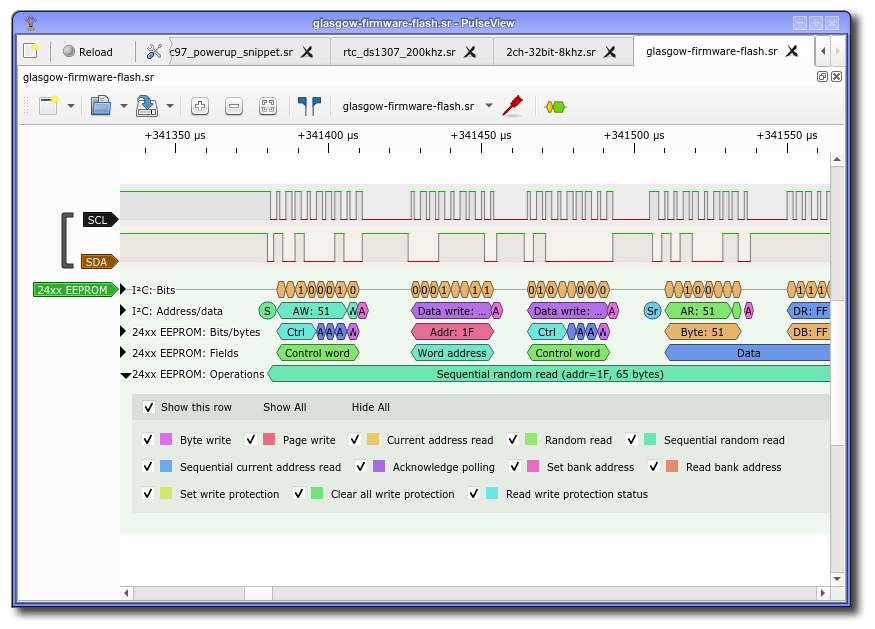 glasgow-firmware-flash.sr - PulseView
Reload c97_powerup_snippet.sr rtc_ds1307_200khz.sr 2ch-32bit-8khz.sr glasgow-firmware-flash.sr
glasgow-firmware-flash.sr
glasgow-firmware-flash.sr
+341350 µs +341400 µs +341450 µs +341500 µs +341550 µs
SCL
SDA
24xx EEPROM I²C: Bits 1 0 0 0 1 0 0 0 0 1 1 1 0 1 0 0 0 0 0 1 0 0 1 1 1
I²C: Address/data S AW: 51 W A Data write: ... A Data write: ... A Sr AR: 51 A DR: FF
24xx EEPROM: Bits/bytes Ctrl A A A W Addr: 1F Ctrl A A W Byte: 51 DB: FF
24xx EEPROM: Fields Control word Word address Control word Data
24xx EEPROM: Operations Sequential random read (addr=1F, 65 bytes)
Show this row Show All Hide All
Byte write Page write Current address read Random read Sequential random read
Sequential current address read Acknowledge polling Set bank address Read bank address
Set write protection Clear all write protection Read write protection status